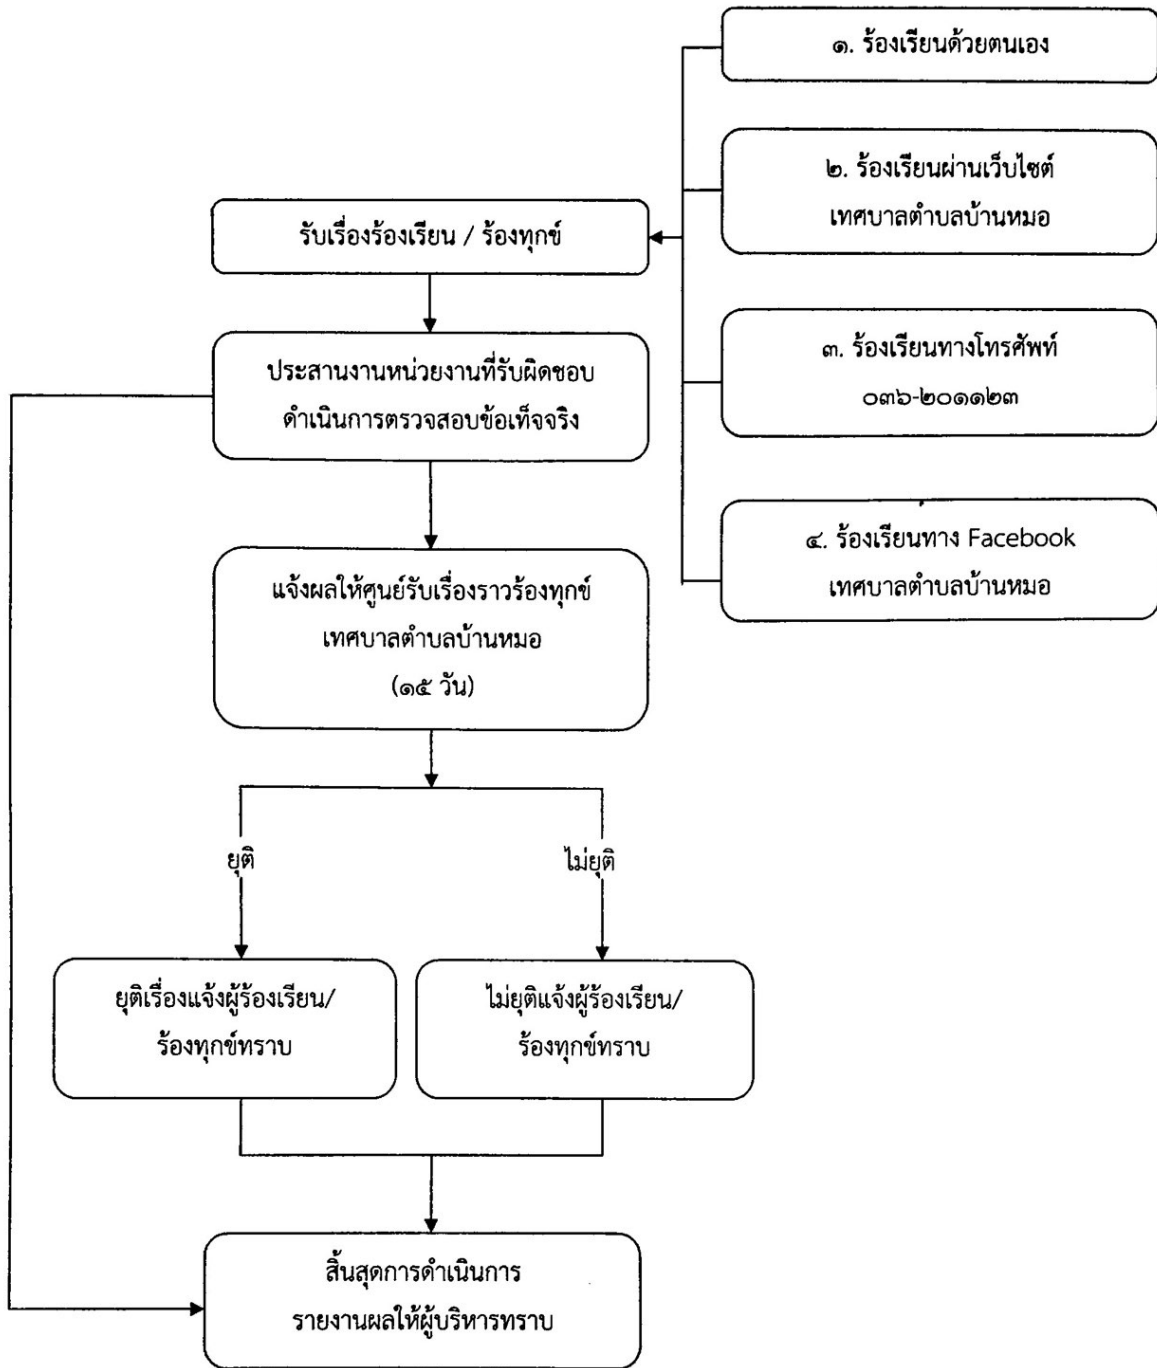 ๑. ร้องเรียนด้วยตนเอง
๒. ร้องเรียนผ่านเว็บไซต์
เทศบาลตำบลบ้านหมอ
รับเรื่องร้องเรียน / ร้องทุกข์
๓. ร้องเรียนทางโทรศัพท์
๐๓๖-๒๐๑๑๒๓
ประสานงานหน่วยงานที่รับผิดชอบ
ดำเนินการตรวจสอบข้อเท็จจริง
๔. ร้องเรียนทาง Facebook
เทศบาลตำบลบ้านหมอ
แจ้งผลให้ศูนย์รับเรื่องราวร้องทุกข์
เทศบาลตำบลบ้านหมอ
(๑๕ วัน)
ยุติ
ไม่ยุติ
ยุติเรื่องแจ้งผู้ร้องเรียน/
ร้องทุกข์ทราบ
ไม่ยุติแจ้งผู้ร้องเรียน/
ร้องทุกข์ทราบ
สิ้นสุดการดำเนินการ
รายงานผลให้ผู้บริหารทราบ